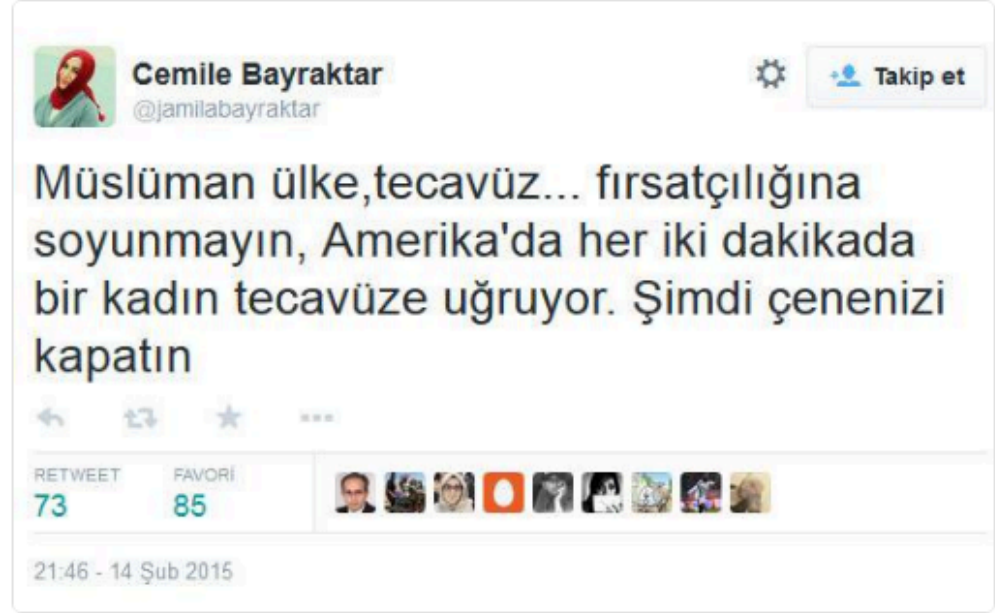 Cemile Bayraktar
@jamilabayraktar
Takip et
Müslüman ülke,tecavüz... fırsatçılığına
soyunmayın, Amerika'da her iki dakikada
bir kadın tecavüze uğruyor. Şimdi çenenizi
kapatın
RETWEET FAVORİ
73 85
21:46 - 14 Şub 2015